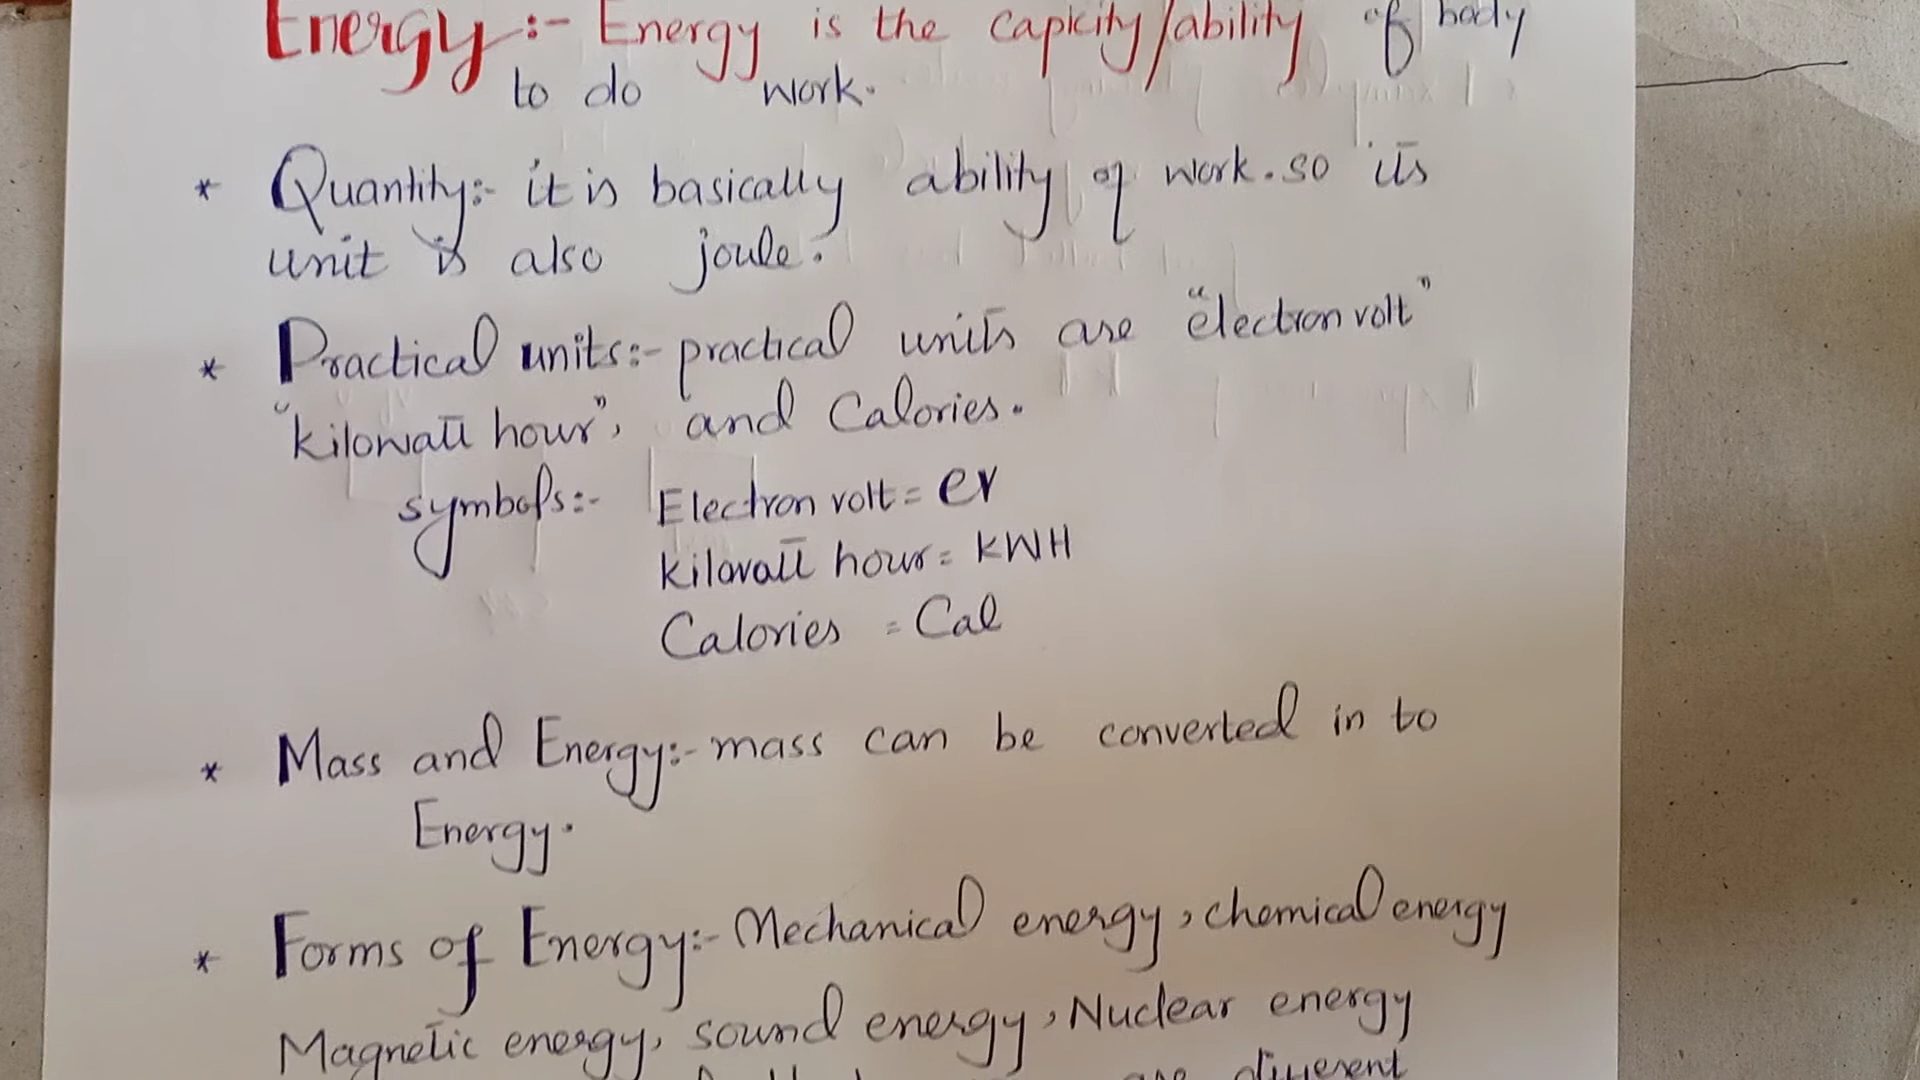 Energy:- Energy is the capicity/ability of body
to do work.
* Quantity:- it is basically ability of work. so its
unit is also joule.
* Practical units:- practical units are "electron volt"
"kilowatt hour", and Calories.
symbols:- Electron volt = ev
kilovatt hour = KWH
Calories = Cal
* Mass and Energy:- mass can be converted in to
Energy.
* Forms of Energy:- Mechanical energy, chemical energy
Magnetic energy, sound energy, Nuclear energy
are different